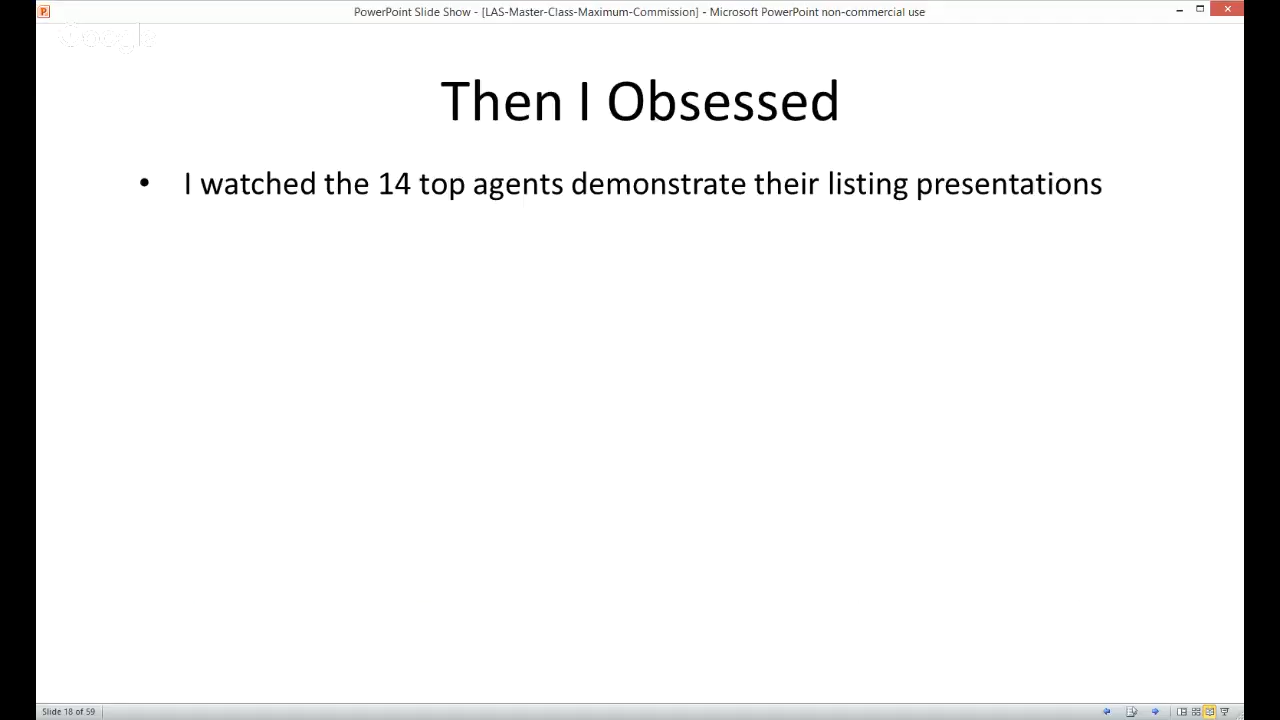 PowerPoint Slide Show - [LAS-Master-Class-Maximum-Commission] - Microsoft PowerPoint non-commercial use
Google
Then I Obsessed
• I watched the 14 top agents demonstrate their listing presentations
Slide 18 of 59